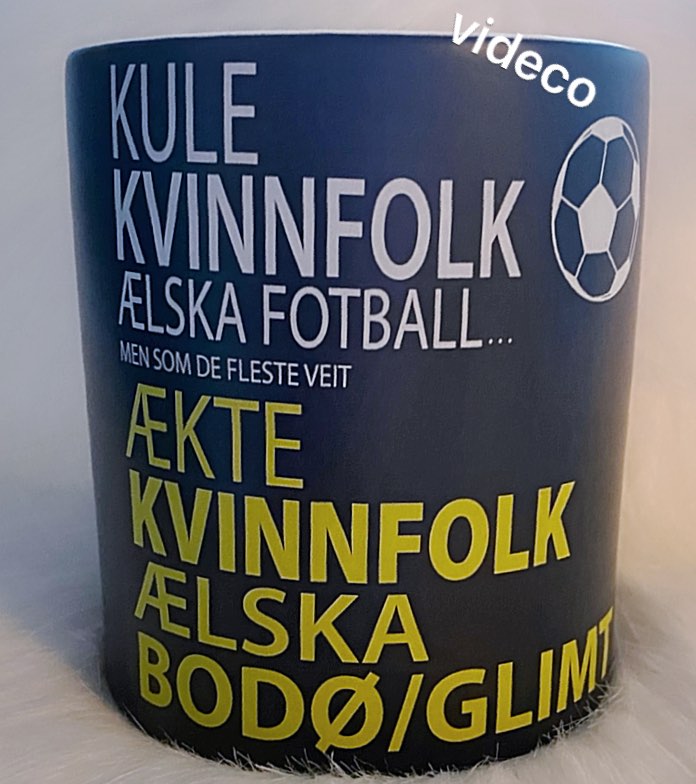 videco
KULE
KVINNFOLK
ÆLSKA FOTBALL...
MEN SOM DE FLESTE VEIT
ÆKTE
KVINNFOLK
ÆLSKA
BODØ/GLIMT